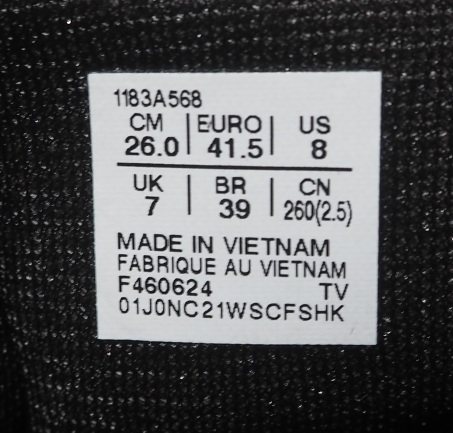 1183A568
CM | EURO | US
26.0 | 41.5 | 8
UK | BR | CN
7 | 39 | 260(2.5)
MADE IN VIETNAM
FABRIQUE AU VIETNAM
F460624 TV
01J0NC21WSCFSHK